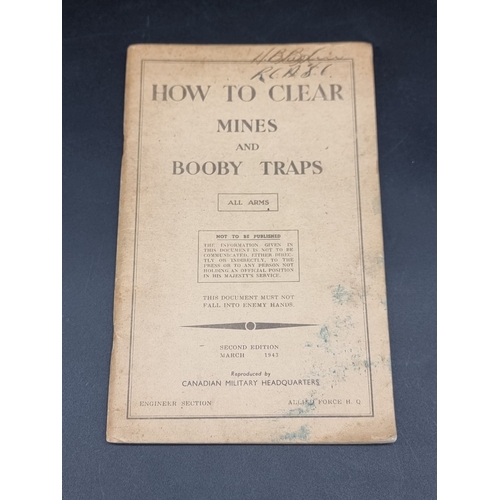 R.C.A.S.C.
HOW TO CLEAR
MINES
AND
BOOBY TRAPS
ALL ARMS
NOT TO BE PUBLISHED
THE INFORMATION GIVEN IN
THIS DOCUMENT IS NOT TO BE
COMMUNICATED, EITHER DIREC-
TLY OR INDIRECTLY, TO THE
PRESS OR TO ANY PERSON NOT
HOLDING AN OFFICIAL POSITION
IN HIS MAJESTY'S SERVICE.
THIS DOCUMENT MUST NOT
FALL INTO ENEMY HANDS.
SECOND EDITION
MARCH 1943
Reproduced by
CANADIAN MILITARY HEADQUARTERS
ENGINEER SECTION
ALLIED FORCE H. Q